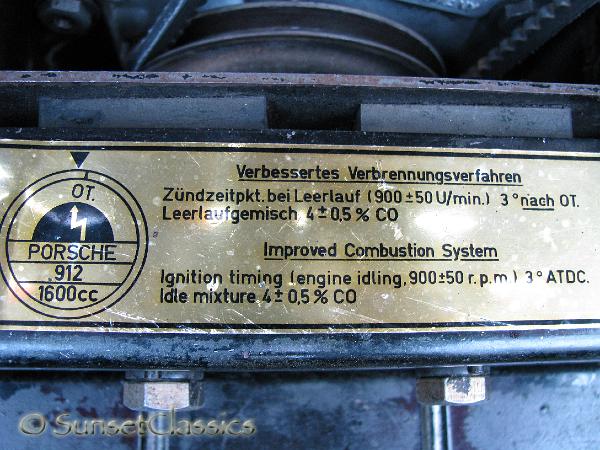 OT.
PORSCHE
912
1600cc
Verbessertes Verbrennungsverfahren
Zündzeitpkt. bei Leerlauf (900 ± 50 U/min.) 3° nach OT.
Leerlaufgemisch 4 ± 0,5 % CO
Improved Combustion System
Ignition timing (engine idling, 900±50 r.p.m.) 3° ATDC.
Idle mixture 4 ± 0,5 % CO
© SunsetClassics